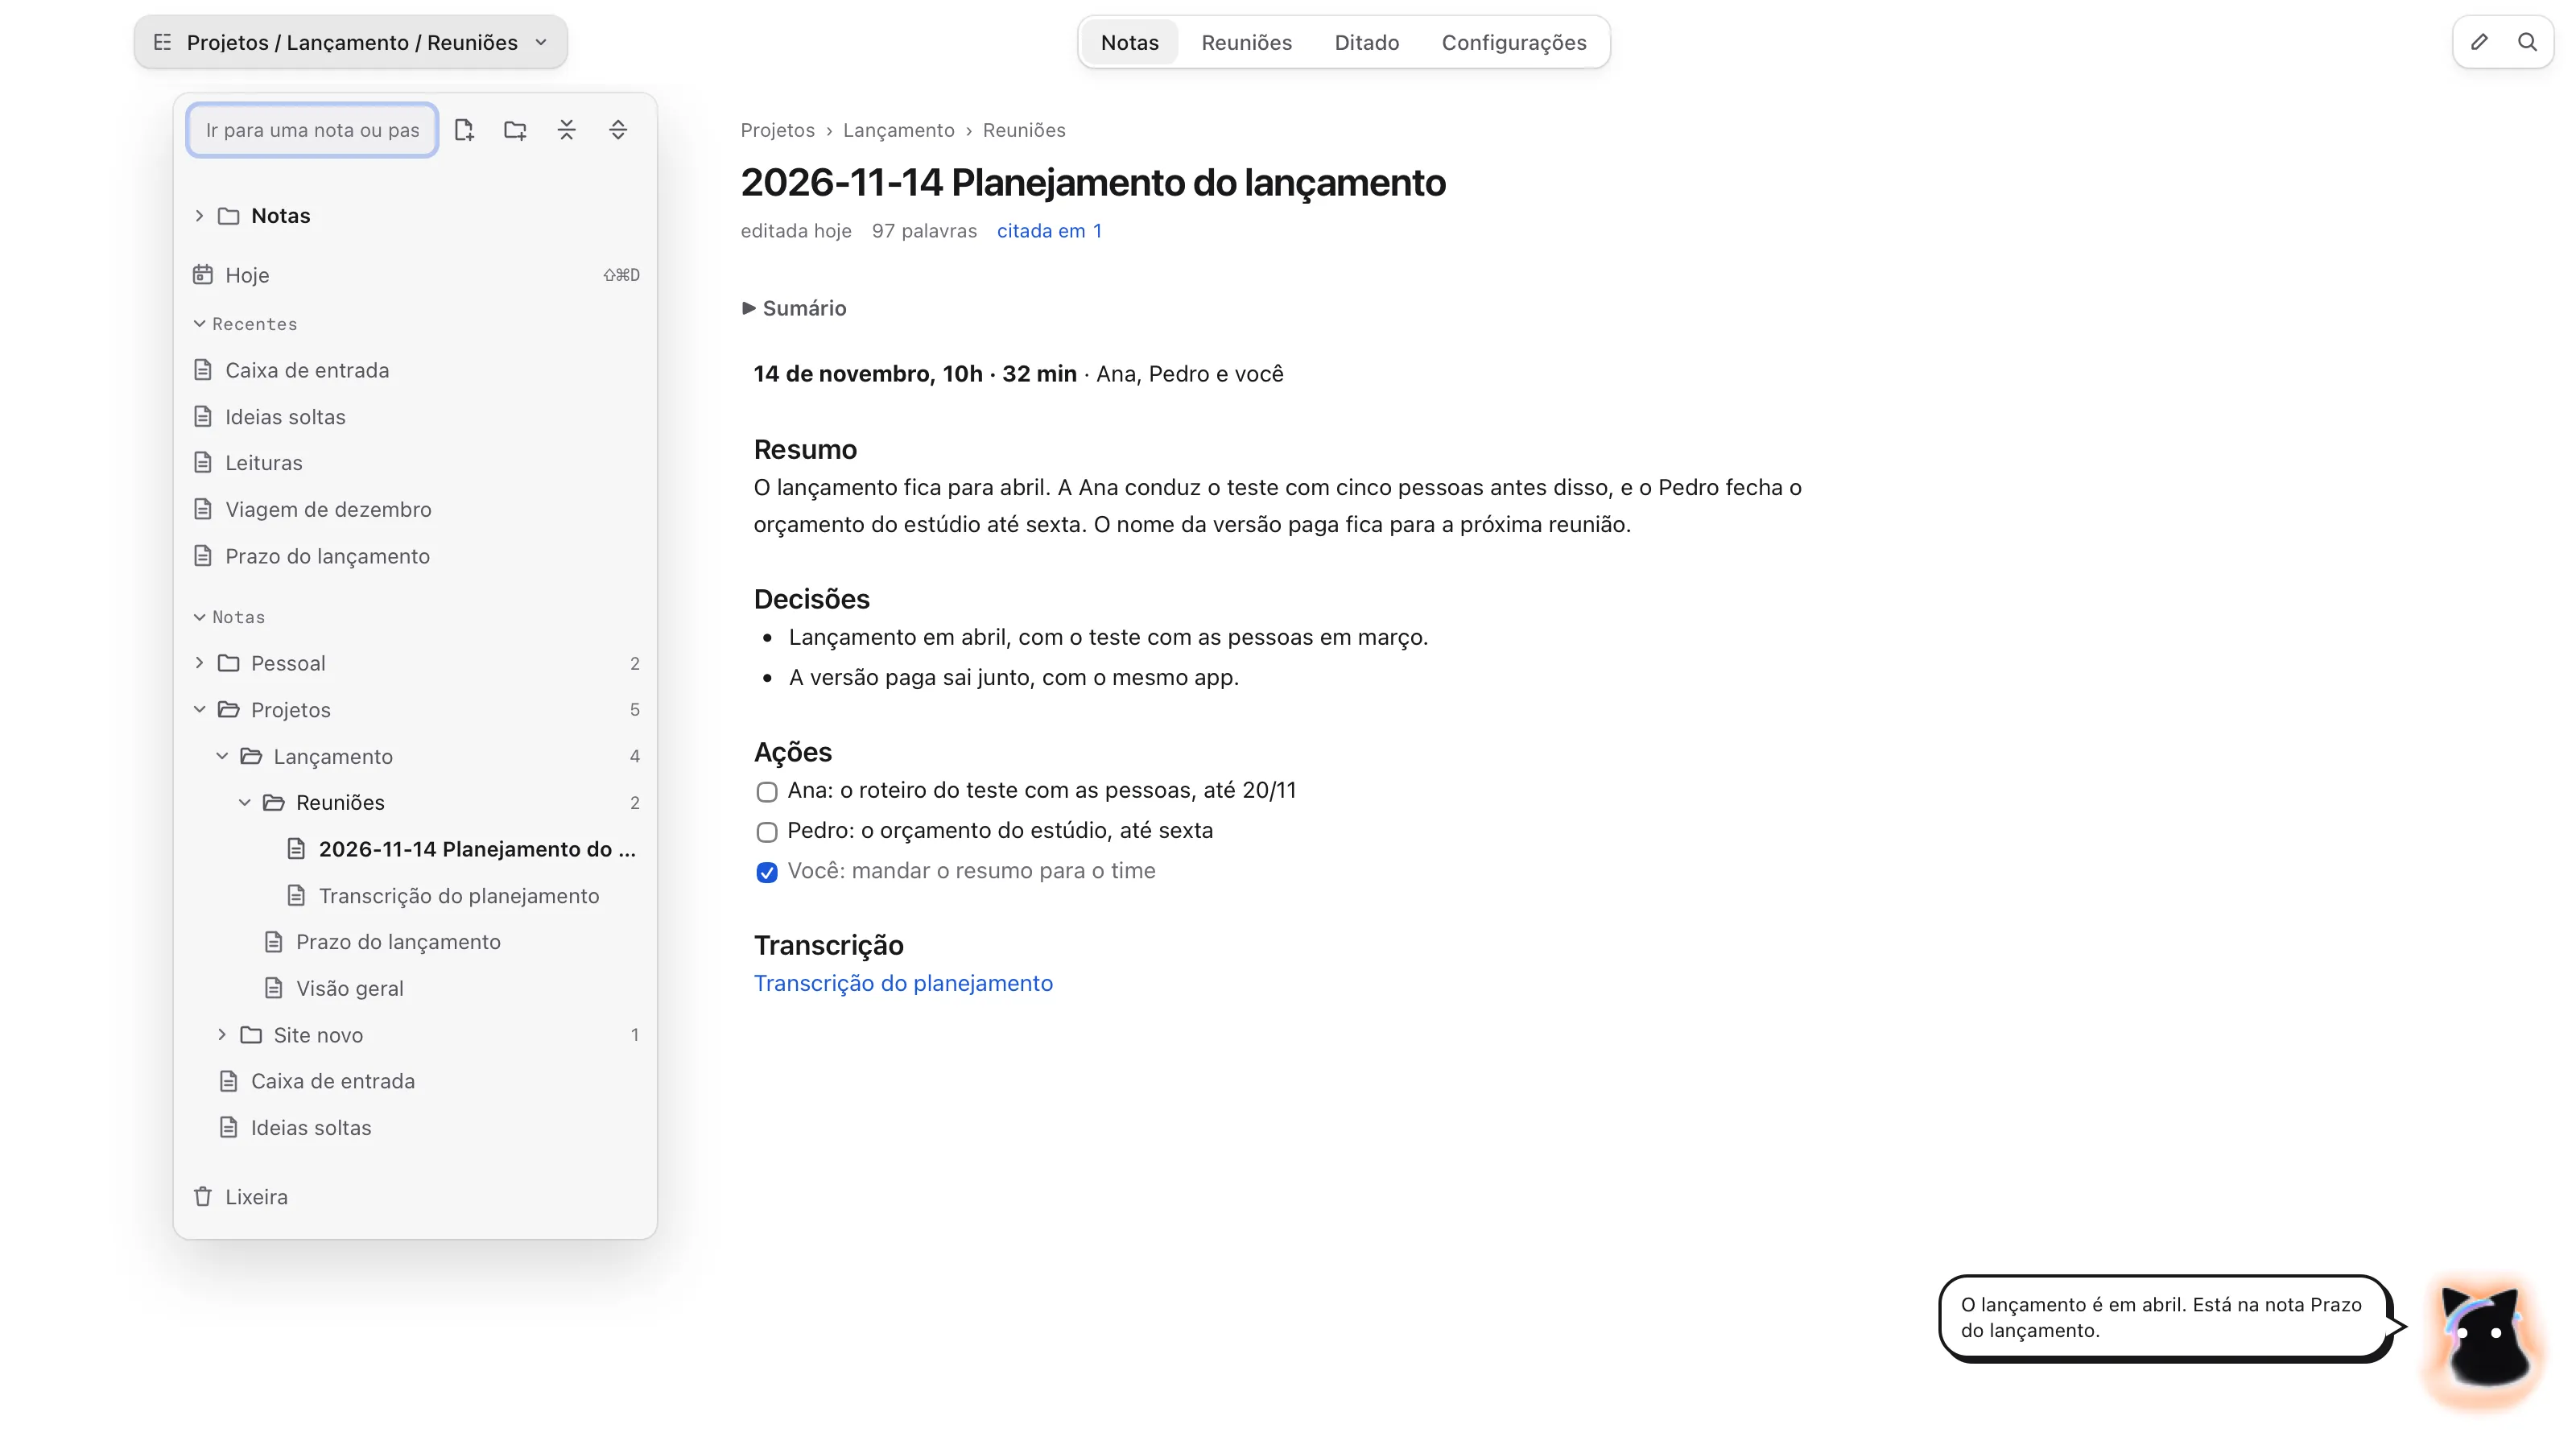 Projetos / Lançamento / Reuniões
Notas
Reuniões
Ditado
Configurações
Ir para uma nota ou pas
Notas
Hoje
⇧⌘D
Recentes
Caixa de entrada
Ideias soltas
Leituras
Viagem de dezembro
Prazo do lançamento
Notas
Pessoal 2
Projetos 5
Lançamento 4
Reuniões 2
2026-11-14 Planejamento do ...
Transcrição do planejamento
Prazo do lançamento
Visão geral
Site novo 1
Caixa de entrada
Ideias soltas
Lixeira
Projetos › Lançamento › Reuniões
2026-11-14 Planejamento do lançamento
editada hoje 97 palavras citada em 1
Sumário
14 de novembro, 10h · 32 min · Ana, Pedro e você
Resumo
O lançamento fica para abril. A Ana conduz o teste com cinco pessoas antes disso, e o Pedro fecha o
orçamento do estúdio até sexta. O nome da versão paga fica para a próxima reunião.
Decisões
• Lançamento em abril, com o teste com as pessoas em março.
• A versão paga sai junto, com o mesmo app.
Ações
Ana: o roteiro do teste com as pessoas, até 20/11
Pedro: o orçamento do estúdio, até sexta
Você: mandar o resumo para o time
Transcrição
Transcrição do planejamento
O lançamento é em abril. Está na nota Prazo
do lançamento.